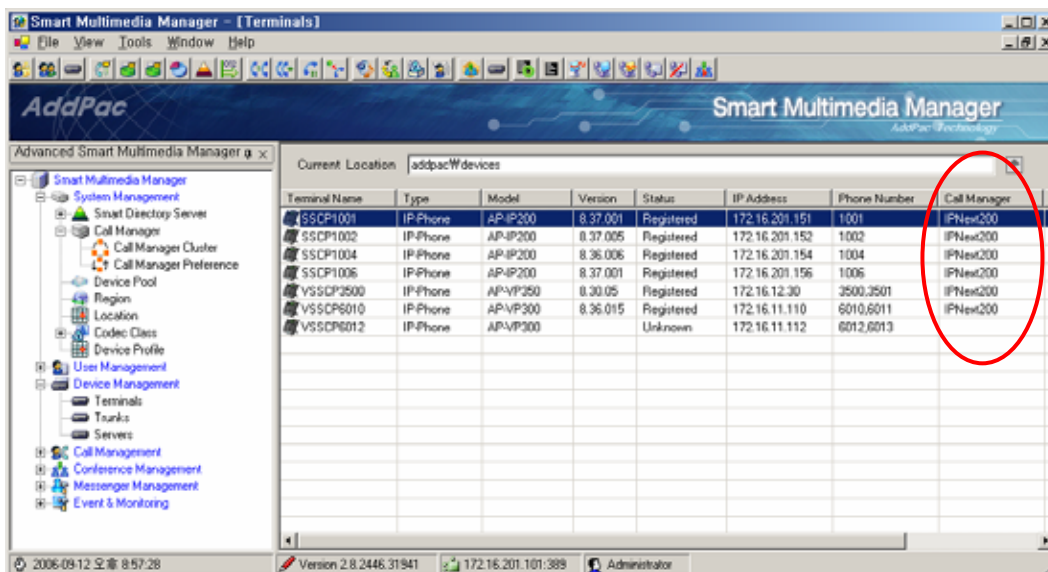 Smart Multimedia Manager - [Terminals]
File View Tools Window Help
AddPac
Smart Multimedia Manager
AddPac Technology
Advanced Smart Multimedia Manager
Current Location addpac₩devices
Smart Multimedia Manager
System Management
Smart Directory Server
Call Manager
Call Manager Cluster
Call Manager Preference
Device Pool
Region
Location
Codec Class
Device Profile
User Management
Device Management
Terminals
Trunks
Servers
Call Management
Conference Management
Messenger Management
Event & Monitoring
Terminal Name Type Model Version Status IP Address Phone Number Call Manager
SSCP1001 IP-Phone AP-IP200 8.37.001 Registered 172.16.201.151 1001 IPNext200
SSCP1002 IP-Phone AP-IP200 8.37.005 Registered 172.16.201.152 1002 IPNext200
SSCP1004 IP-Phone AP-IP200 8.36.006 Registered 172.16.201.154 1004 IPNext200
SSCP1006 IP-Phone AP-IP200 8.37.001 Registered 172.16.201.156 1006 IPNext200
VSSCP3500 IP-Phone AP-VP350 8.30.05 Registered 172.16.12.30 3500,3501 IPNext200
VSSCP6010 IP-Phone AP-VP300 8.36.015 Registered 172.16.11.110 6010,6011 IPNext200
VSSCP6012 IP-Phone AP-VP300 Unknown 172.16.11.112 6012,6013
2006-09-12 오후 8:57:28 Version 2.8.2446.31941 172.16.201.101:389 Administrator